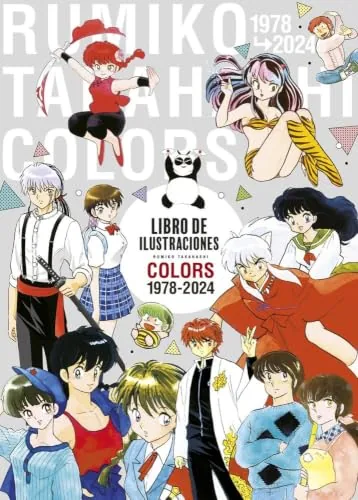 RUMIKO
1978
↳2024
TAKAHASHI
COLORS
LIBRO DE
ILUSTRACIONES
RUMIKO TAKAHASHI
COLORS
1978-2024